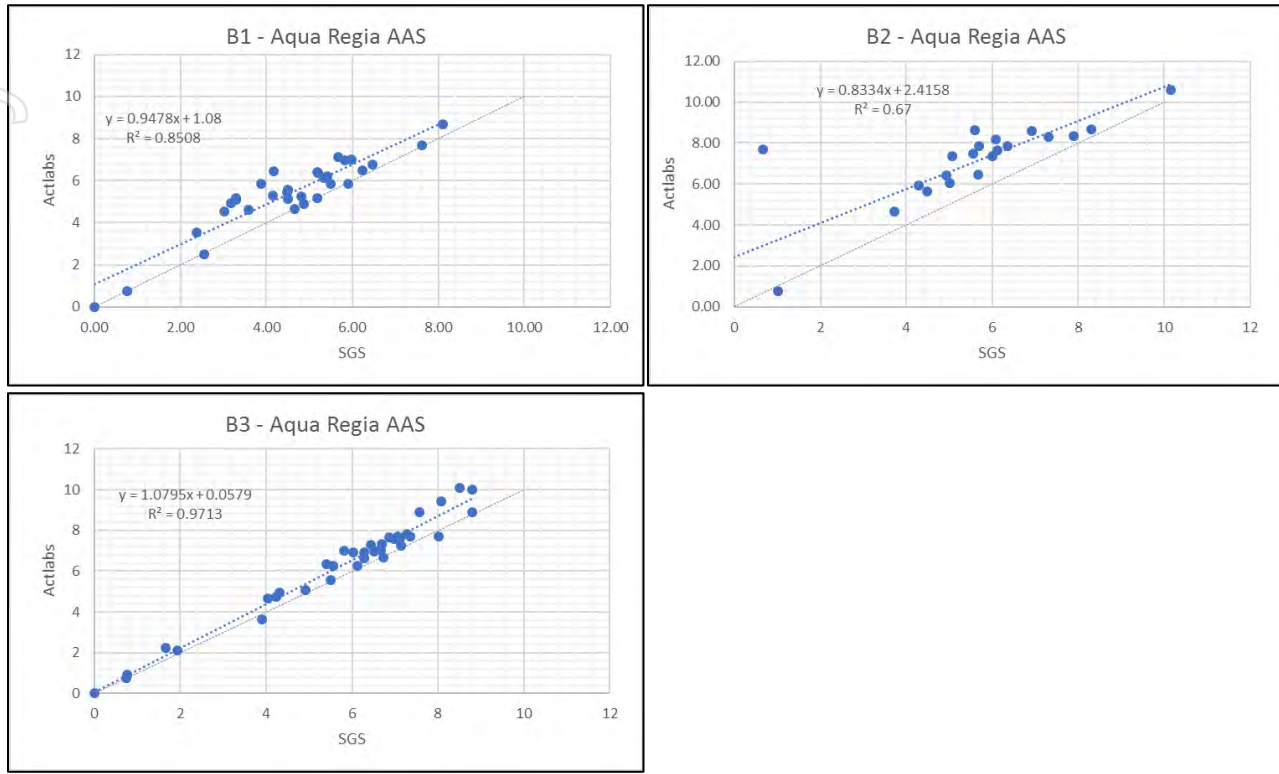 B1 - Aqua Regia AAS
12
10
8
6
4
2
0
Actlabs
y = 0.9478x + 1.08
R² = 0.8508
0.00 2.00 4.00 6.00 8.00 10.00 12.00
SGS
B2 - Aqua Regia AAS
12.00
10.00
8.00
6.00
4.00
2.00
0.00
Actlabs
y = 0.8334x + 2.4158
R² = 0.67
0 2 4 6 8 10 12
SGS
B3 - Aqua Regia AAS
12
10
8
6
4
2
0
Actlabs
y = 1.0795x + 0.0579
R² = 0.9713
0 2 4 6 8 10 12
SGS